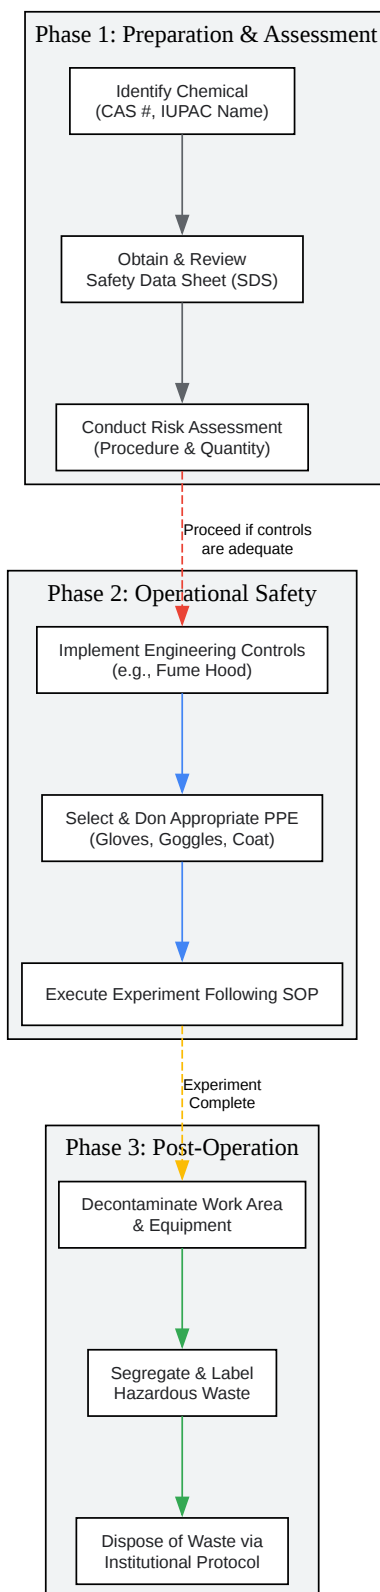 Phase 1: Preparation & Assessment
Identify Chemical
(CAS #, IUPAC Name)
Obtain & Review
Safety Data Sheet (SDS)
Conduct Risk Assessment
(Procedure & Quantity)
Proceed if controls
are adequate
Phase 2: Operational Safety
Implement Engineering Controls
(e.g., Fume Hood)
Select & Don Appropriate PPE
(Gloves, Goggles, Coat)
Execute Experiment Following SOP
Experiment
Complete
Phase 3: Post-Operation
Decontaminate Work Area
& Equipment
Segregate & Label
Hazardous Waste
Dispose of Waste via
Institutional Protocol